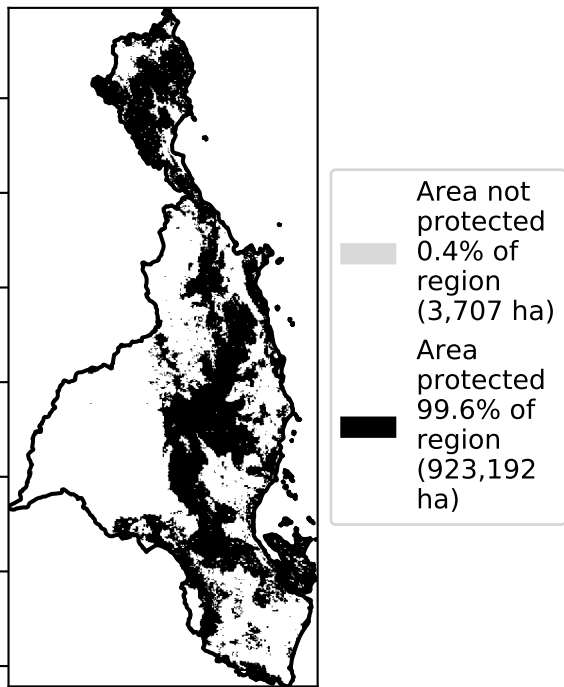 Area not
protected
0.4% of
region
(3,707 ha)
Area
protected
99.6% of
region
(923,192
ha)